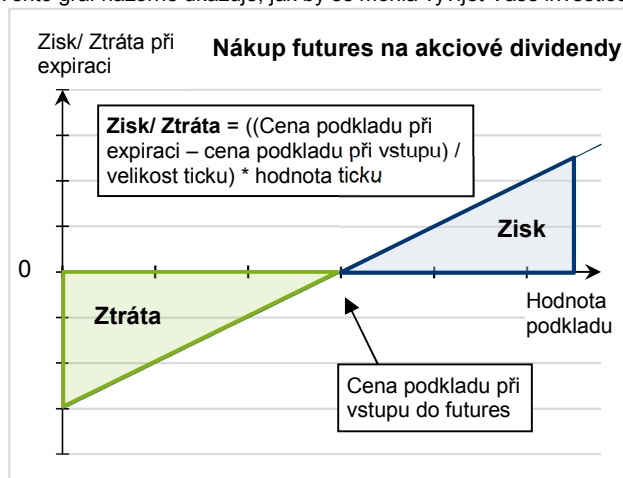 Zisk/ Ztráta při
expiraci
Nákup futures na akciové dividendy
Zisk/ Ztráta = ((Cena podkladu při
expiraci – cena podkladu při vstupu) /
velikost ticku) * hodnota ticku
Zisk
0
Hodnota
podkladu
Ztráta
Cena podkladu při
vstupu do futures